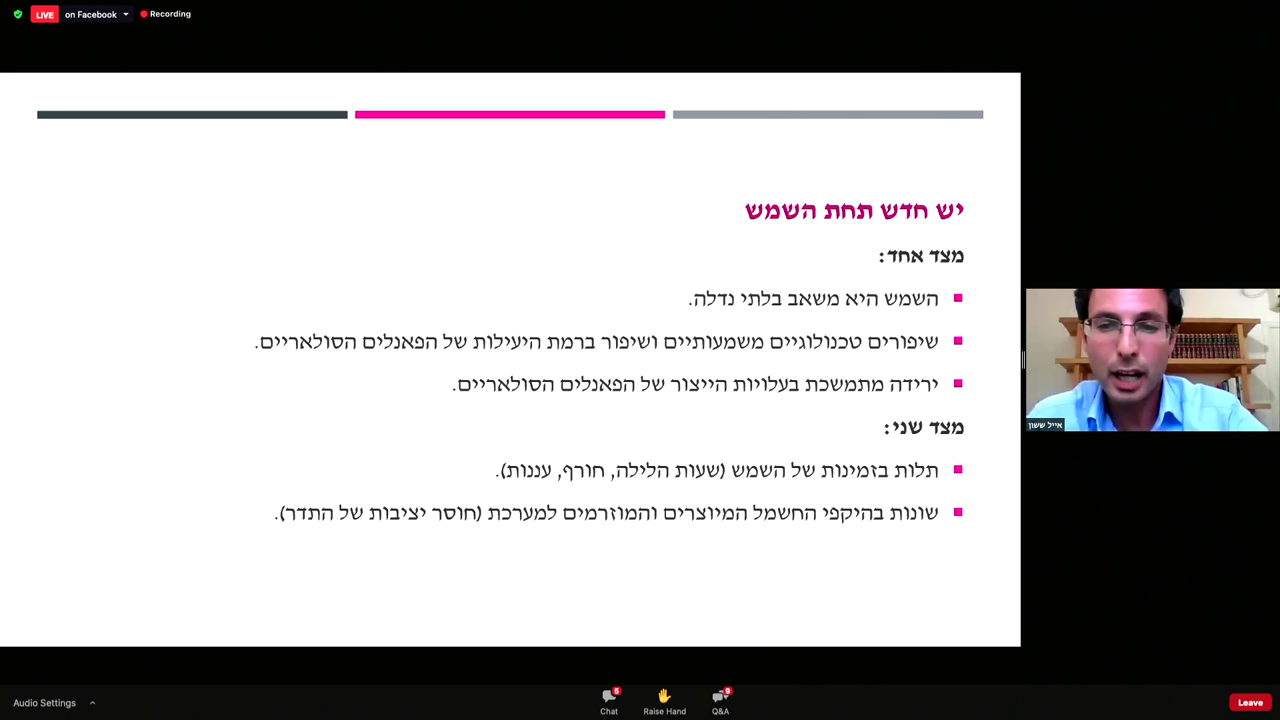 LIVE on Facebook Recording
יש חדש תחת השמש
מצד אחד:
השמש היא משאב בלתי נדלה.
שיפורים טכנולוגיים משמעותיים ושיפור ברמת היעילות של הפאנלים הסולאריים.
ירידה מתמשכת בעלויות הייצור של הפאנלים הסולאריים.
מצד שני:
תלות בזמינות של השמש (שעות הלילה, חורף, עננות).
שונות בהיקפי החשמל המיוצרים והמוזרמים למערכת (חוסר יציבות של התדר).
אייל ששון
Audio Settings
5
Chat
Raise Hand
9
Q&A
Leave